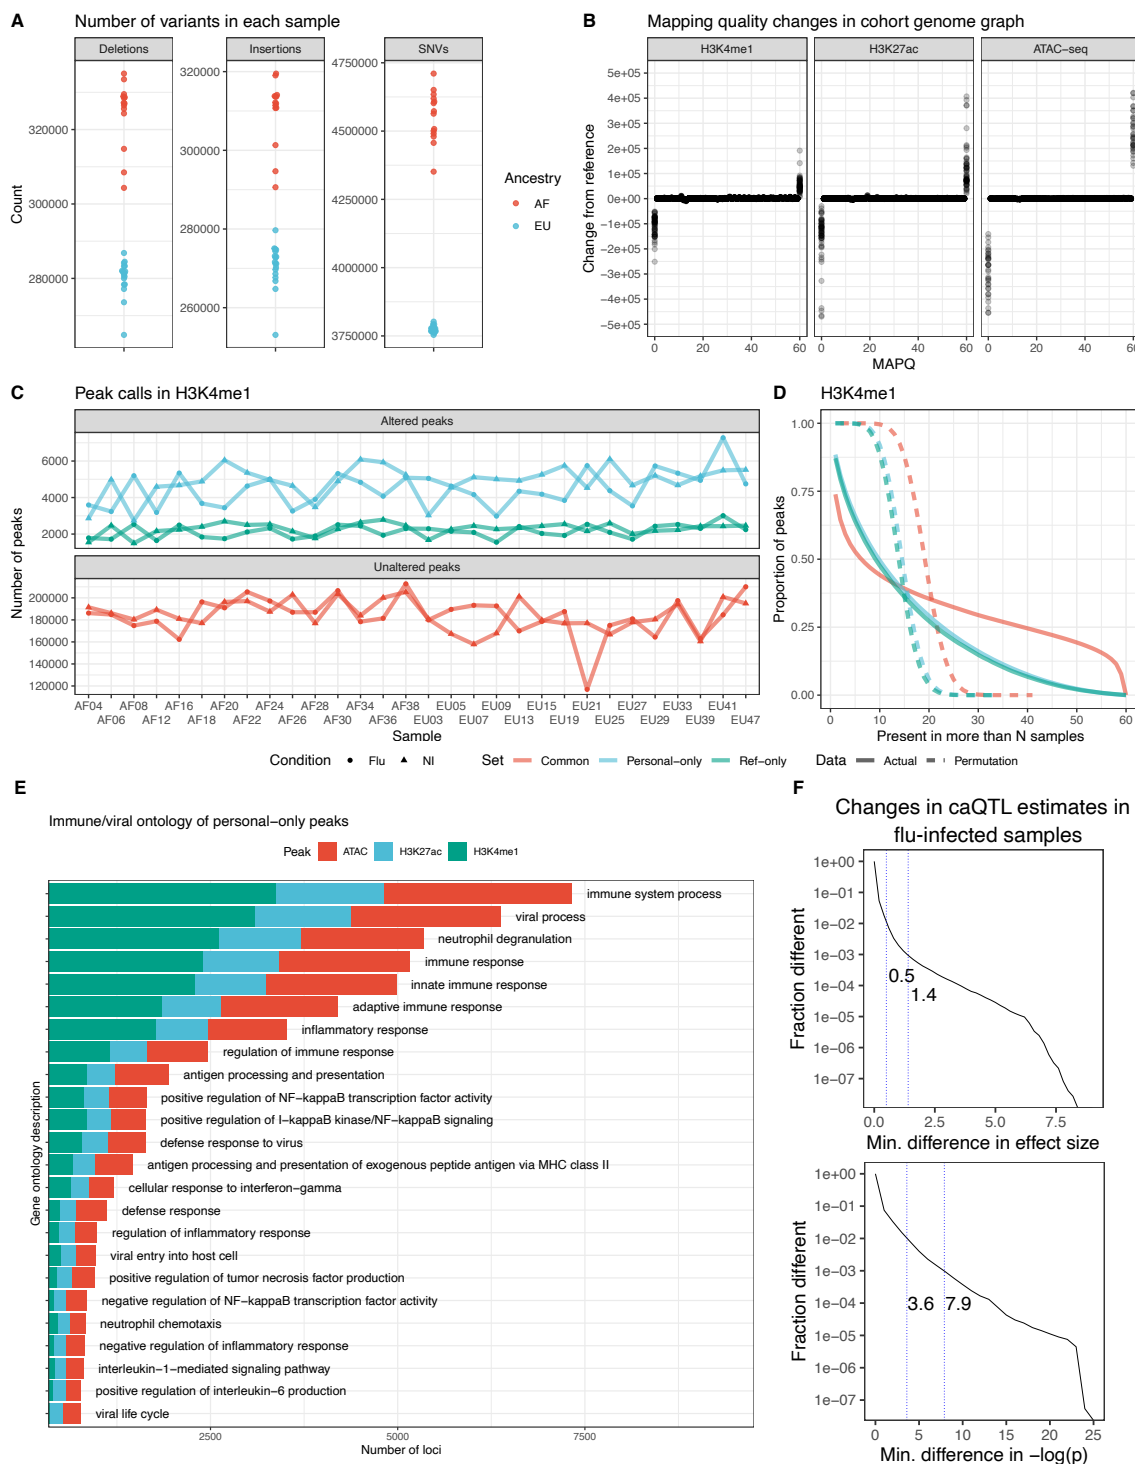 A
Number of variants in each sample
Deletions
Insertions
SNVs
320000
300000
280000
320000
300000
280000
260000
4750000
4500000
4250000
4000000
3750000
Count
Ancestry
AF
EU
B
Mapping quality changes in cohort genome graph
H3K4me1
H3K27ac
ATAC−seq
5e+05
4e+05
3e+05
2e+05
1e+05
0e+00
−1e+05
−2e+05
−3e+05
−4e+05
−5e+05
Change from reference
0 20 40 60 0 20 40 60 0 20 40 60
MAPQ
C
Peak calls in H3K4me1
Altered peaks
6000
4000
2000
Unaltered peaks
200000
180000
160000
140000
120000
Number of peaks
AF04 AF08 AF16 AF20 AF24 AF28 AF34 AF38 EU05 EU09 EU15 EU21 EU27 EU33 EU41
AF06 AF12 AF18 AF22 AF26 AF30 AF36 EU03 EU07 EU13 EU19 EU25 EU29 EU39 EU47
Sample
D
H3K4me1
1.00
0.75
0.50
0.25
0.00
Proportion of peaks
0 10 20 30 40 50 60
Present in more than N samples
Condition Flu NI Set Common Personal−only Ref−only Data Actual Permutation
E
Immune/viral ontology of personal−only peaks
Peak ATAC H3K27ac H3K4me1
immune system process
viral process
neutrophil degranulation
immune response
innate immune response
adaptive immune response
inflammatory response
regulation of immune response
antigen processing and presentation
positive regulation of NF−kappaB transcription factor activity
positive regulation of I−kappaB kinase/NF−kappaB signaling
defense response to virus
antigen processing and presentation of exogenous peptide antigen via MHC class II
cellular response to interferon−gamma
defense response
regulation of inflammatory response
viral entry into host cell
positive regulation of tumor necrosis factor production
negative regulation of NF−kappaB transcription factor activity
neutrophil chemotaxis
negative regulation of inflammatory response
interleukin−1−mediated signaling pathway
positive regulation of interleukin−6 production
viral life cycle
Gene ontology description
2500 5000 7500
Number of loci
F
Changes in caQTL estimates in
flu−infected samples
1e+00
1e−01
1e−02
1e−03
1e−04
1e−05
1e−06
1e−07
Fraction different
0.5
1.4
0.0 2.5 5.0 7.5
Min. difference in effect size
1e+00
1e−01
1e−02
1e−03
1e−04
1e−05
1e−06
1e−07
Fraction different
3.6 7.9
0 5 10 15 20 25
Min. difference in −log(p)